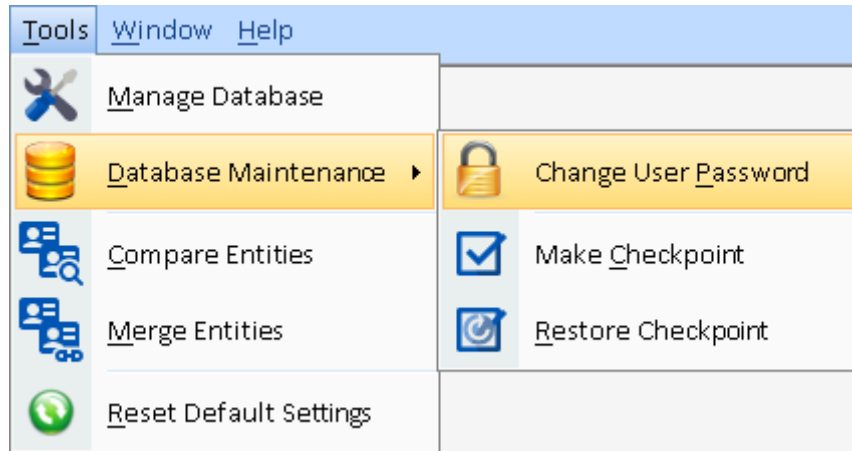 Tools Window Help
Manage Database
Database Maintenance
Change User Password
Compare Entities
Make Checkpoint
Merge Entities
Restore Checkpoint
Reset Default Settings